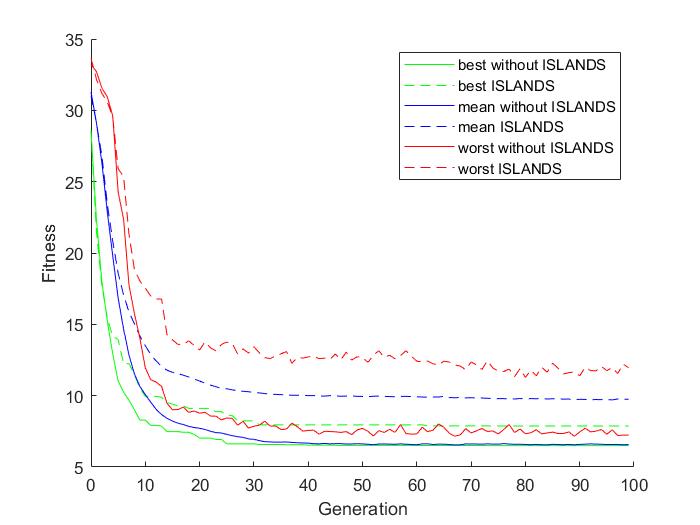 35
30
25
20
15
10
5
Fitness
0
10
20
30
40
50
60
70
80
90
100
Generation
best without ISLANDS
best ISLANDS
mean without ISLANDS
mean ISLANDS
worst without ISLANDS
worst ISLANDS